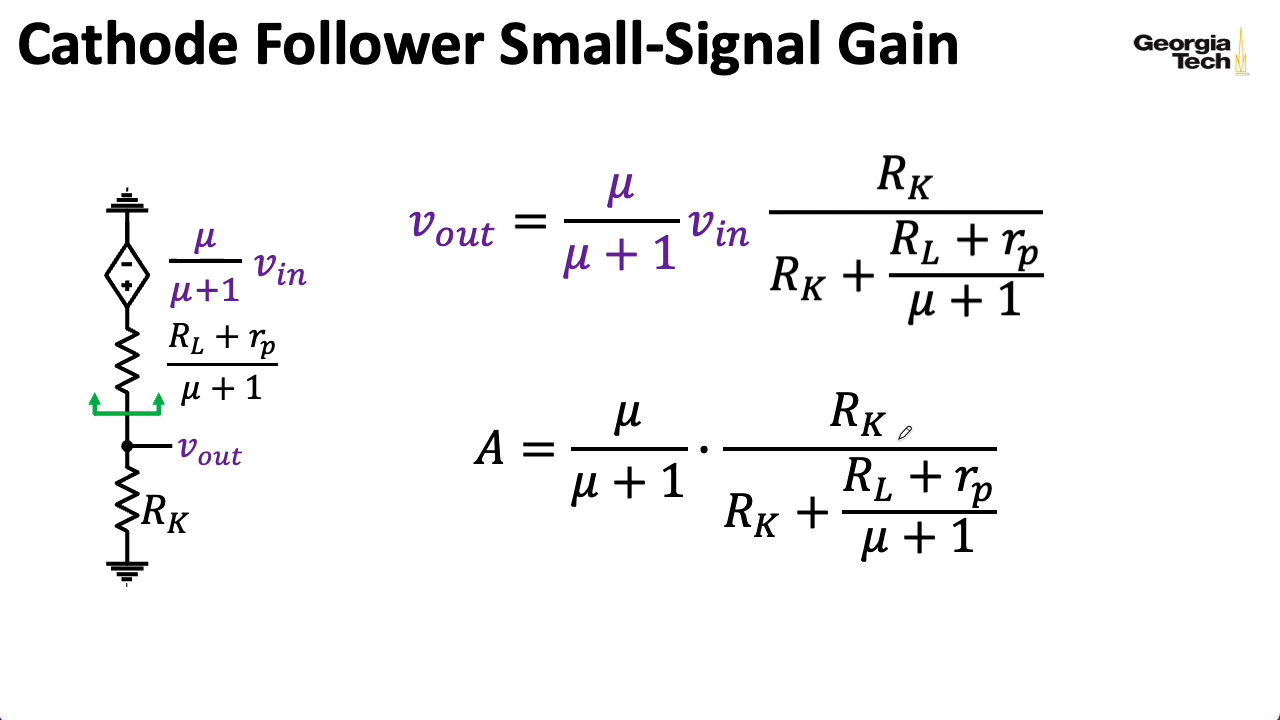 Cathode Follower Small-Signal Gain
Georgia
Tech
μ
μ+1
v_in
R_L + r_p
μ + 1
v_out
R_K
v_out = μ/(μ + 1) v_in R_K/(R_K + (R_L + r_p)/(μ + 1))
A = μ/(μ + 1) · R_K/(R_K + (R_L + r_p)/(μ + 1))